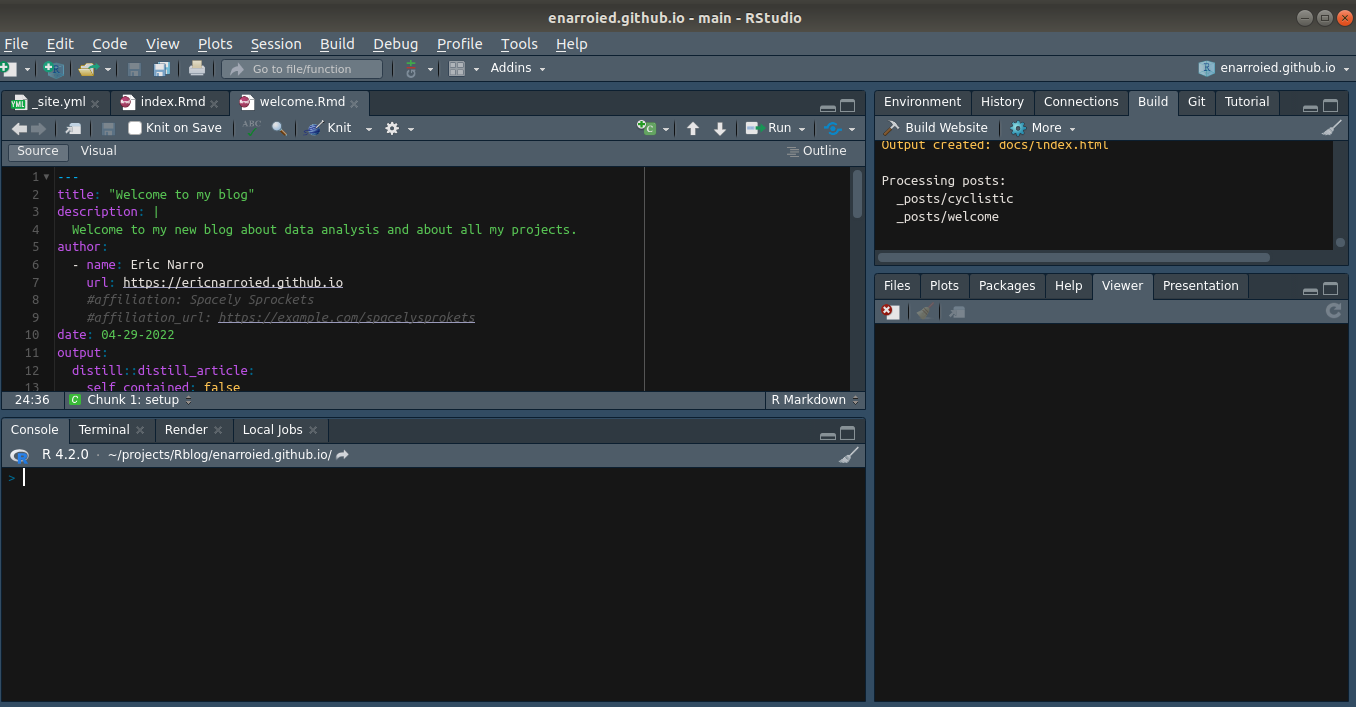 enarroied.github.io - main - RStudio
File Edit Code View Plots Session Build Debug Profile Tools Help
Go to file/function Addins enarroied.github.io
_site.yml index.Rmd welcome.Rmd
Knit on Save ABC Knit Run
Source Visual Outline
1 ---
2 title: "Welcome to my blog"
3 description: |
4 Welcome to my new blog about data analysis and about all my projects.
5 author:
6 - name: Eric Narro
7 url: https://ericnarroied.github.io
8 #affiliation: Spacely Sprockets
9 #affiliation_url: https://example.com/spacelysprokets
10 date: 04-29-2022
11 output:
12 distill::distill_article:
13 self_contained: false
24:36 C Chunk 1: setup R Markdown
Console Terminal Render Local Jobs
R 4.2.0 · ~/projects/Rblog/enarroied.github.io/
>
Environment History Connections Build Git Tutorial
Build Website More
Output created: docs/index.html
Processing posts:
_posts/cyclistic
_posts/welcome
Files Plots Packages Help Viewer Presentation